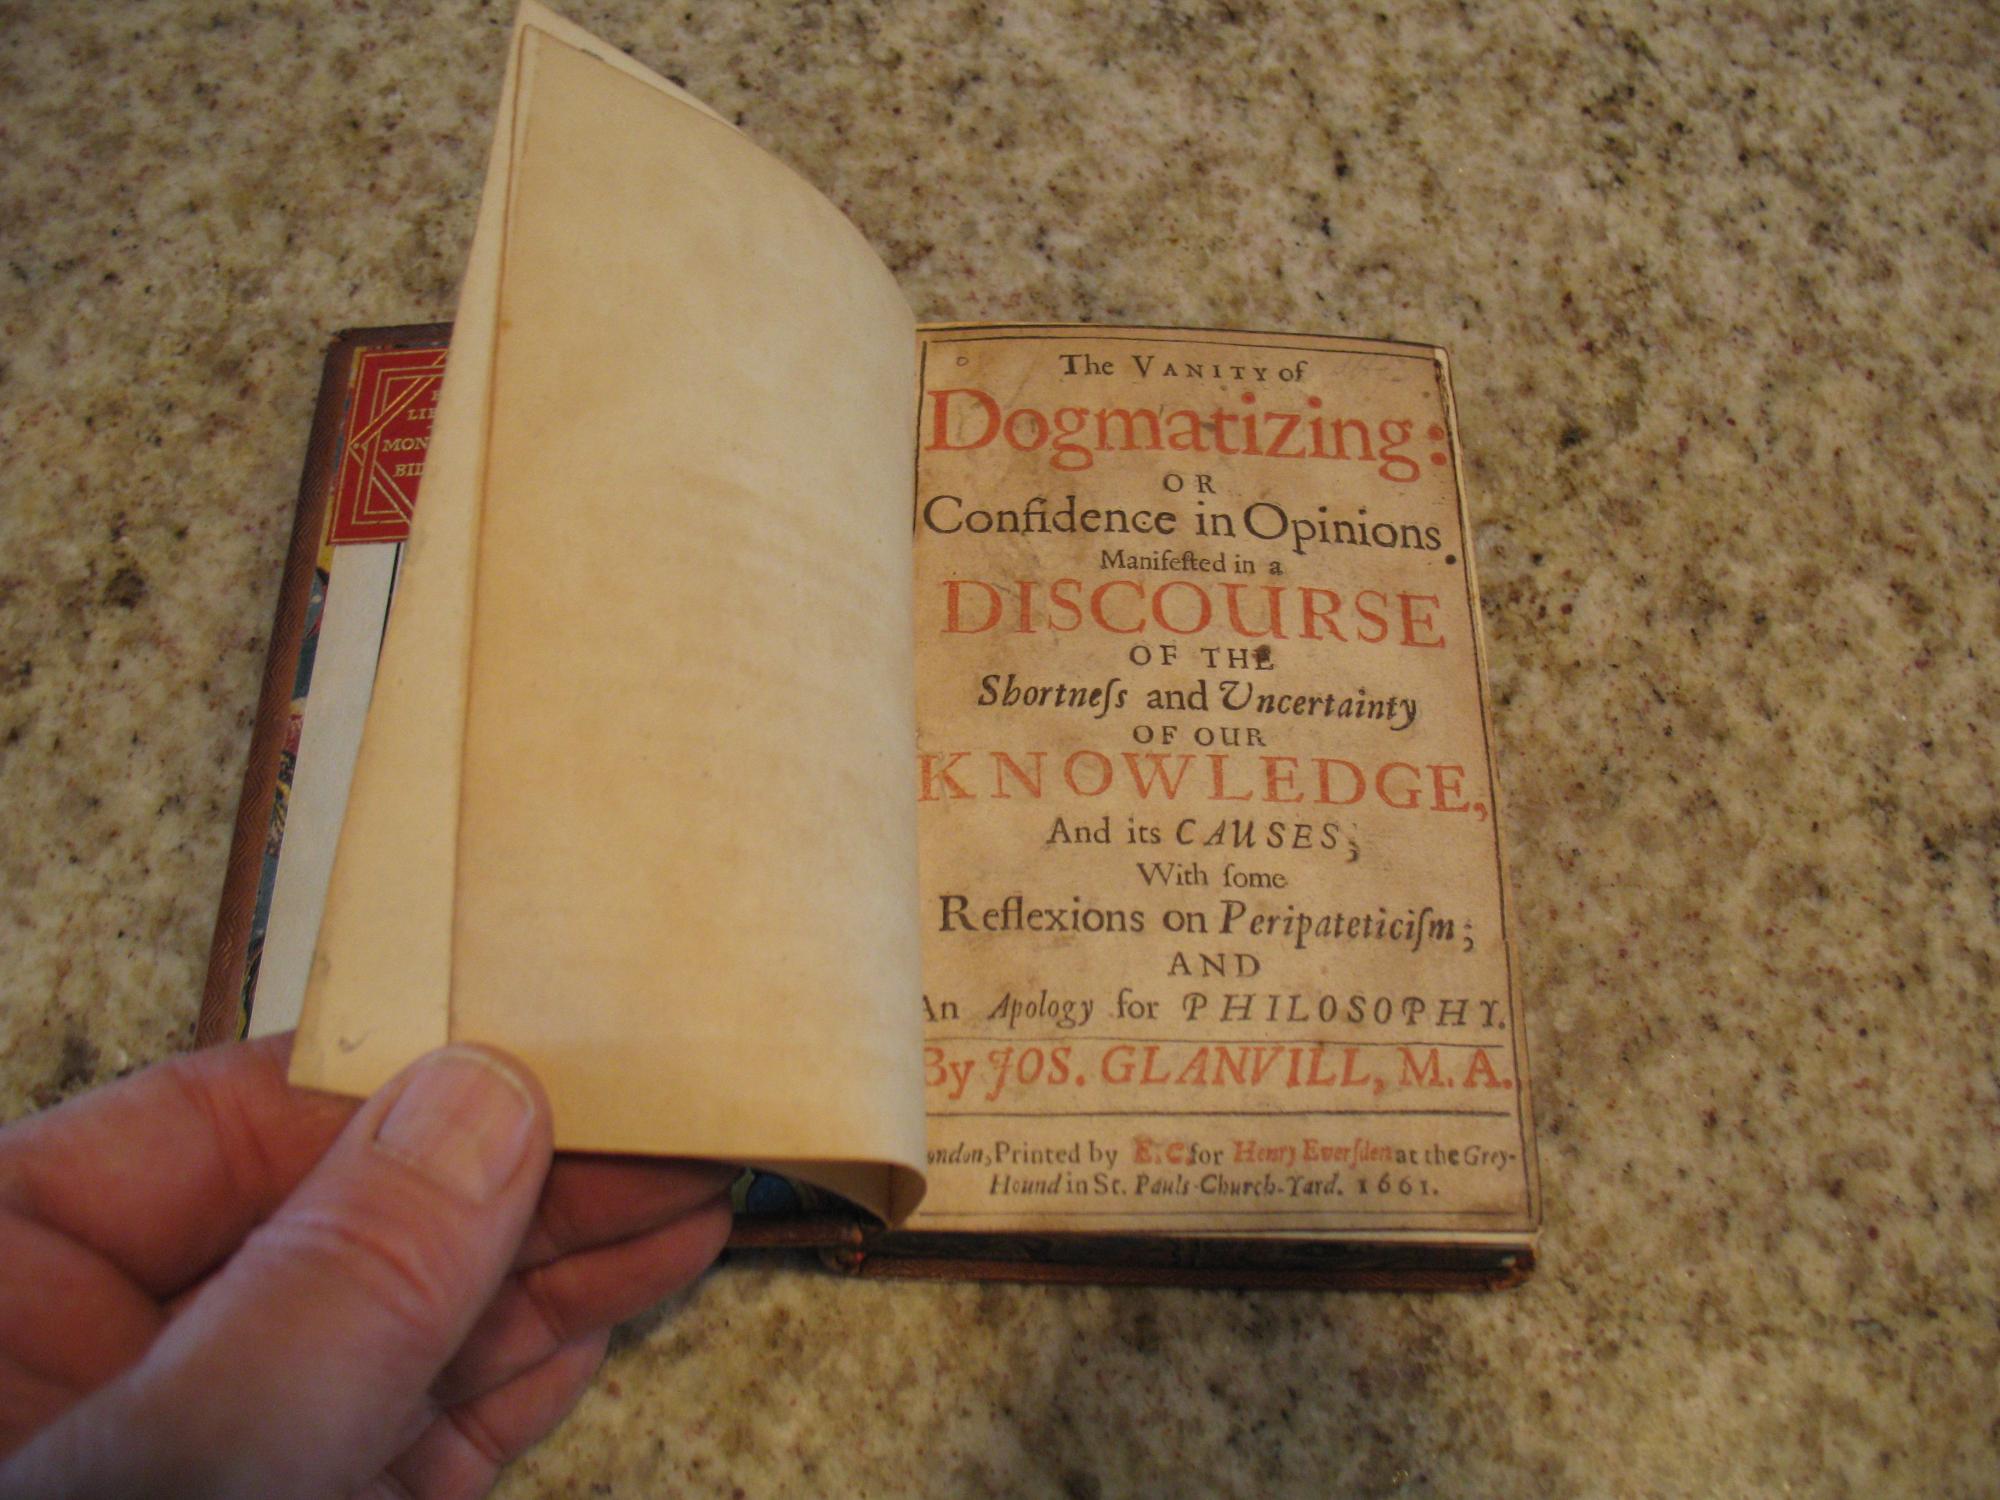 MON
The VANITY of
Dogmatizing:
OR
Confidence in Opinions.
Manifeſted in a
DISCOURSE
OF THE
Shortneſs and Uncertainty
OF OUR
KNOWLEDGE,
And its CAUSES;
With ſome
Reflexions on Peripateticiſm;
AND
An Apology for PHILOSOPHY.
By JOS. GLANVILL, M.A.
ondon, Printed by E.C. for Henry Everſden at the Grey-
Hound in St. Pauls-Church-Yard. 1661.